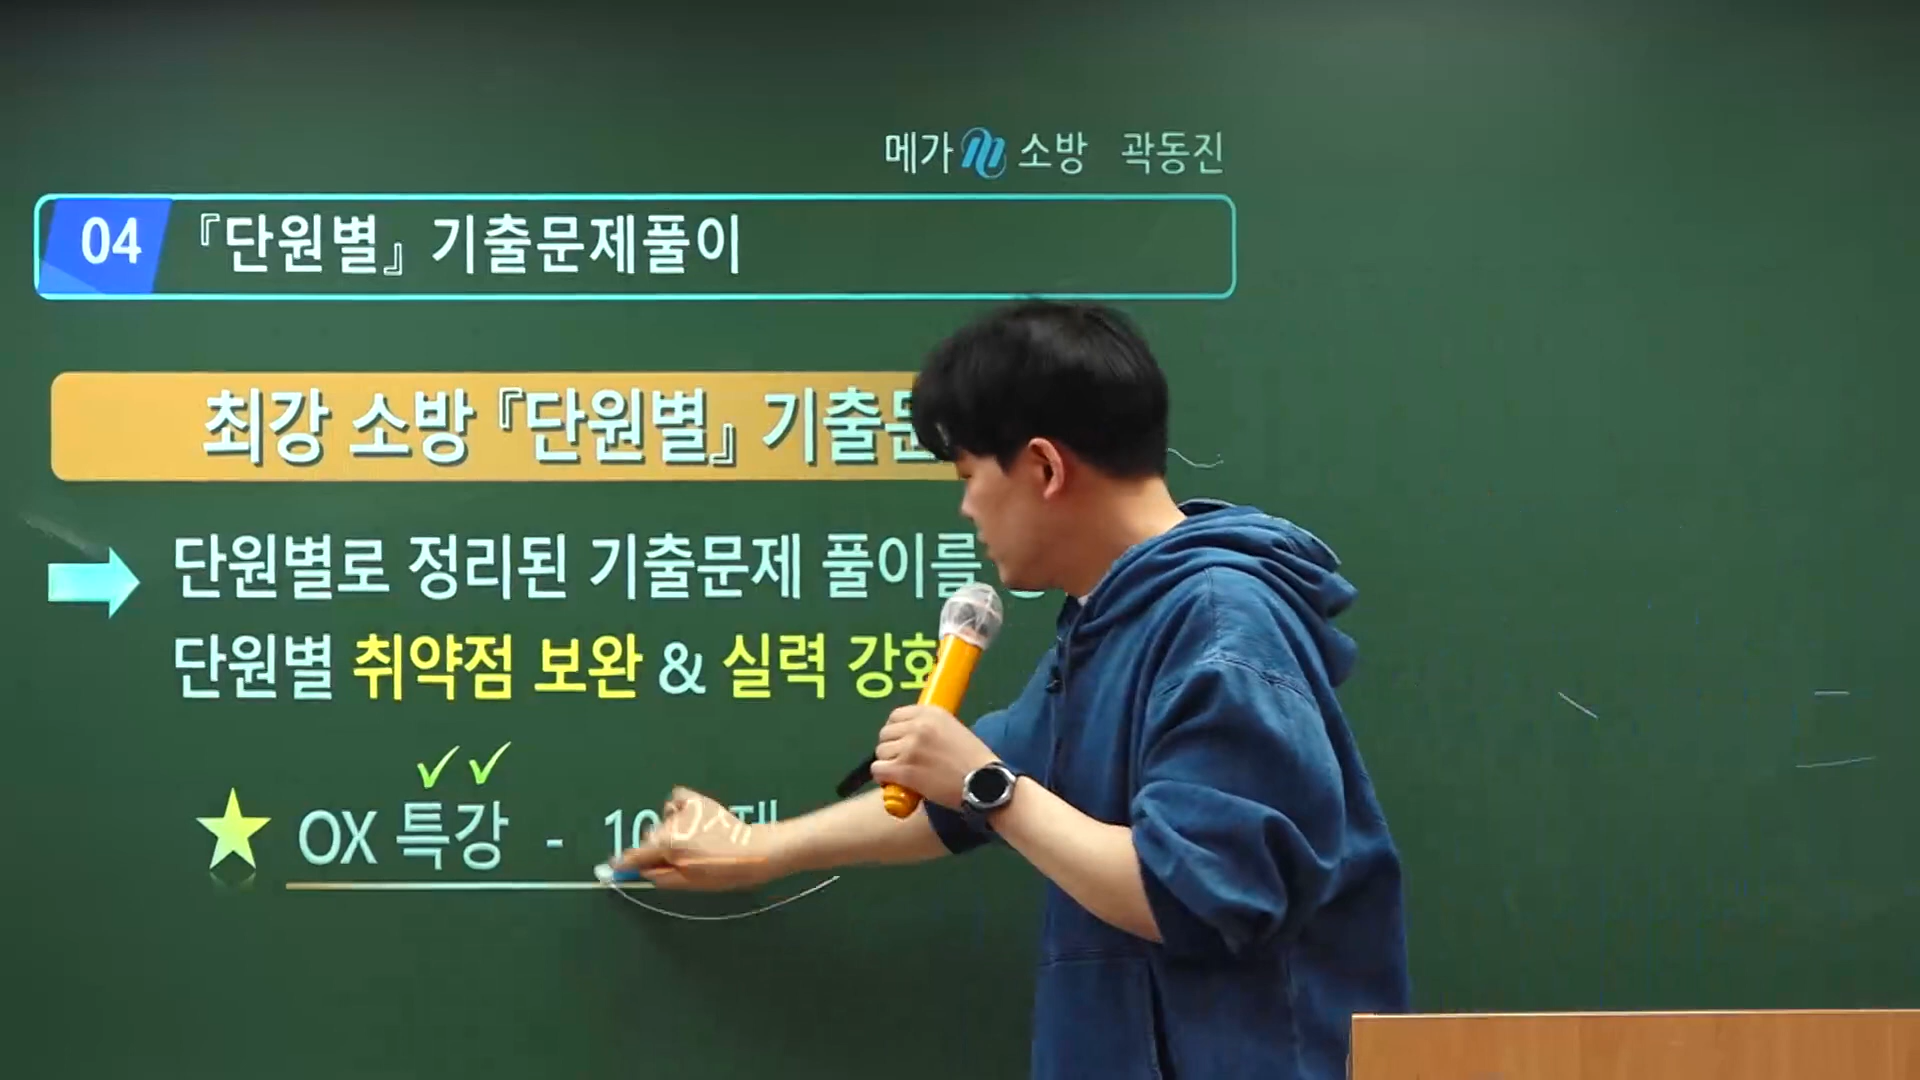 메가 소방 곽동진
04 『단원별』 기출문제풀이
최강 소방 『단원별』 기출
단원별로 정리된 기출문제 풀이를
단원별 취약점 보완 & 실력 강화
OX 특강 -